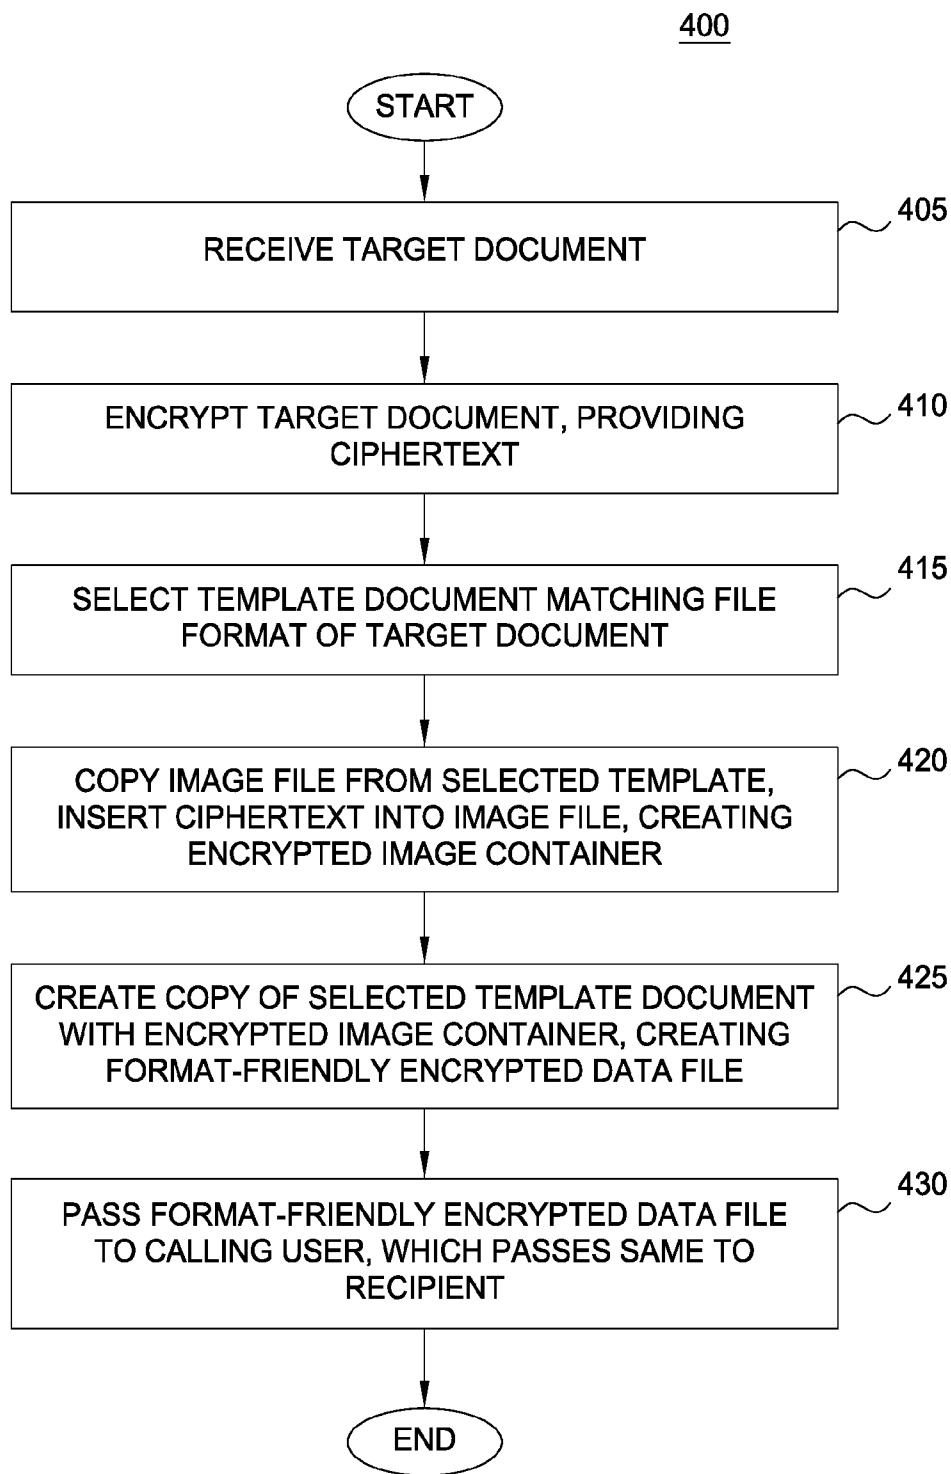 400
START
405
RECEIVE TARGET DOCUMENT
410
ENCRYPT TARGET DOCUMENT, PROVIDING
CIPHERTEXT
415
SELECT TEMPLATE DOCUMENT MATCHING FILE
FORMAT OF TARGET DOCUMENT
420
COPY IMAGE FILE FROM SELECTED TEMPLATE,
INSERT CIPHERTEXT INTO IMAGE FILE, CREATING
ENCRYPTED IMAGE CONTAINER
425
CREATE COPY OF SELECTED TEMPLATE DOCUMENT
WITH ENCRYPTED IMAGE CONTAINER, CREATING
FORMAT-FRIENDLY ENCRYPTED DATA FILE
430
PASS FORMAT-FRIENDLY ENCRYPTED DATA FILE
TO CALLING USER, WHICH PASSES SAME TO
RECIPIENT
END